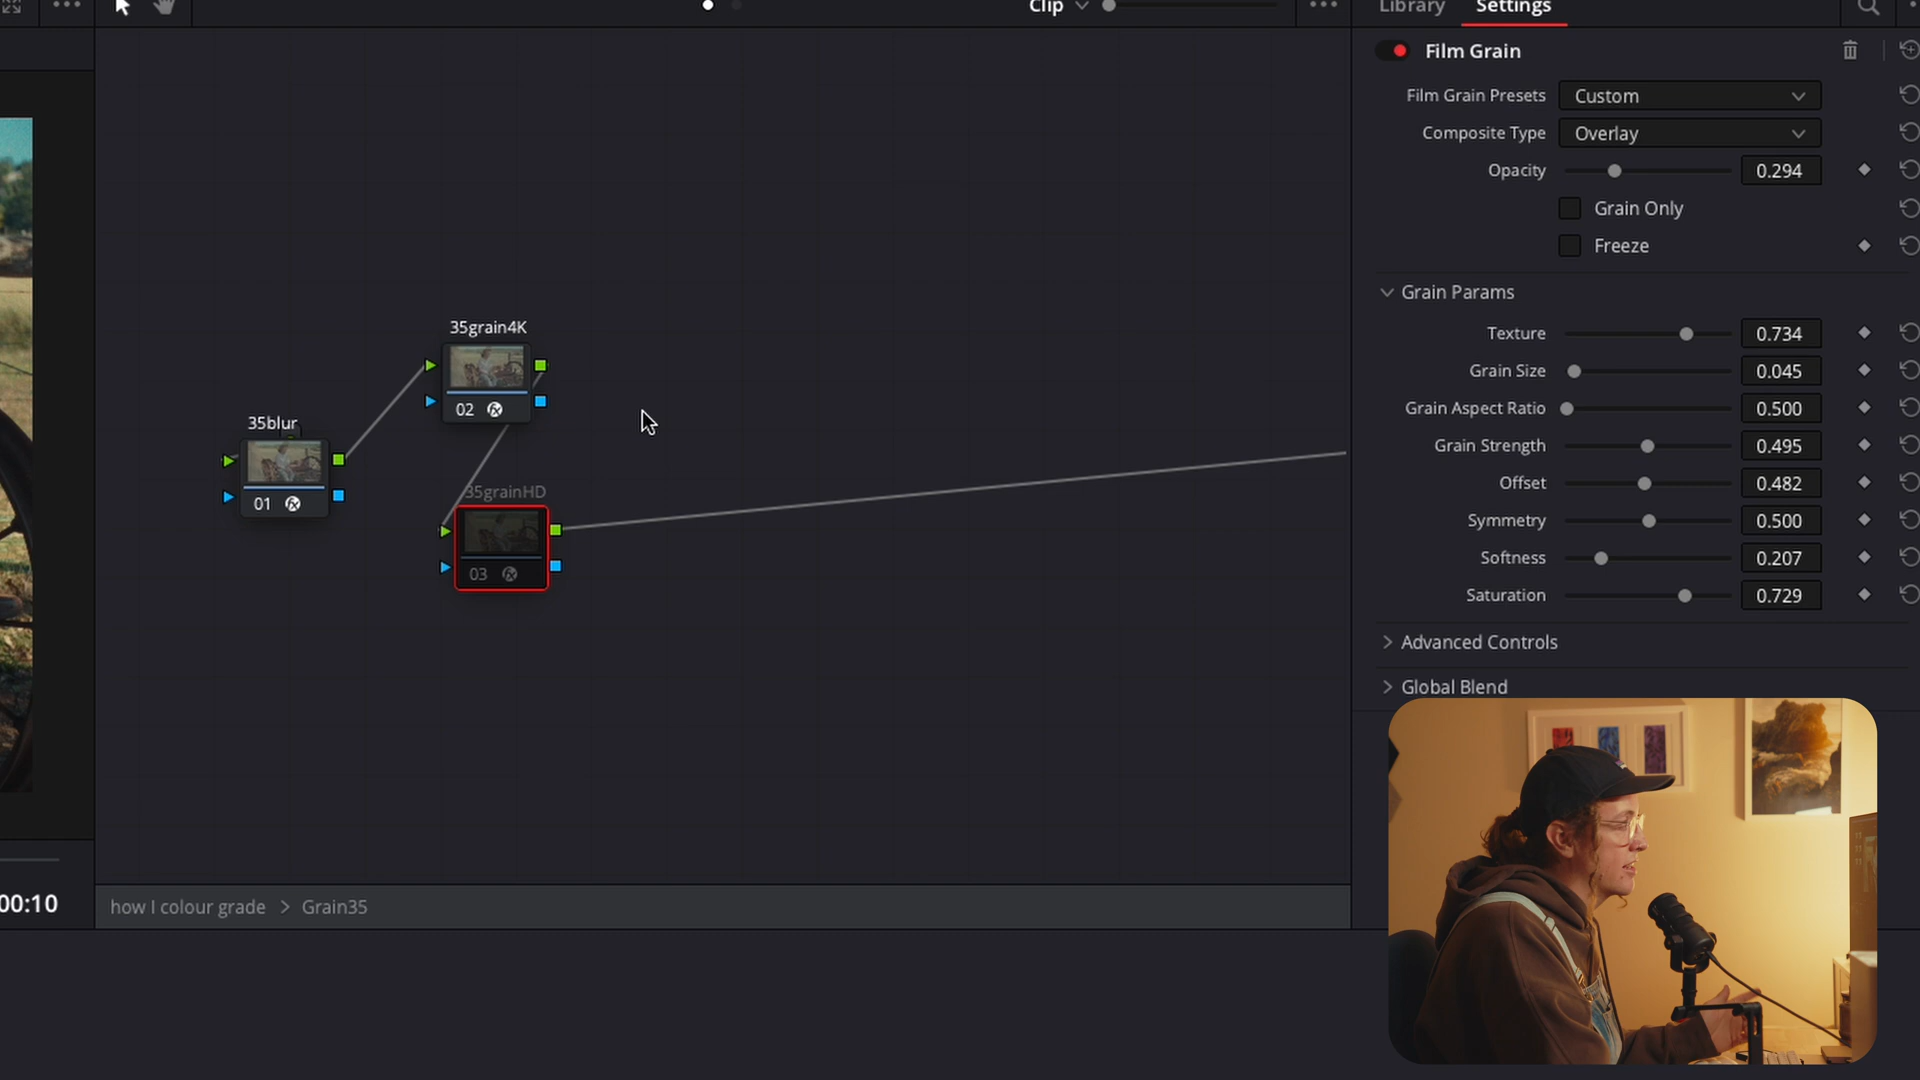 Clip
Library
Settings
Film Grain
Film Grain Presets
Custom
Composite Type
Overlay
Opacity
0.294
Grain Only
Freeze
Grain Params
Texture
0.734
Grain Size
0.045
Grain Aspect Ratio
0.500
Grain Strength
0.495
Offset
0.482
Symmetry
0.500
Softness
0.207
Saturation
0.729
Advanced Controls
Global Blend
35grain4K
02
35blur
01
35grainHD
03
00:10
how I colour grade > Grain35